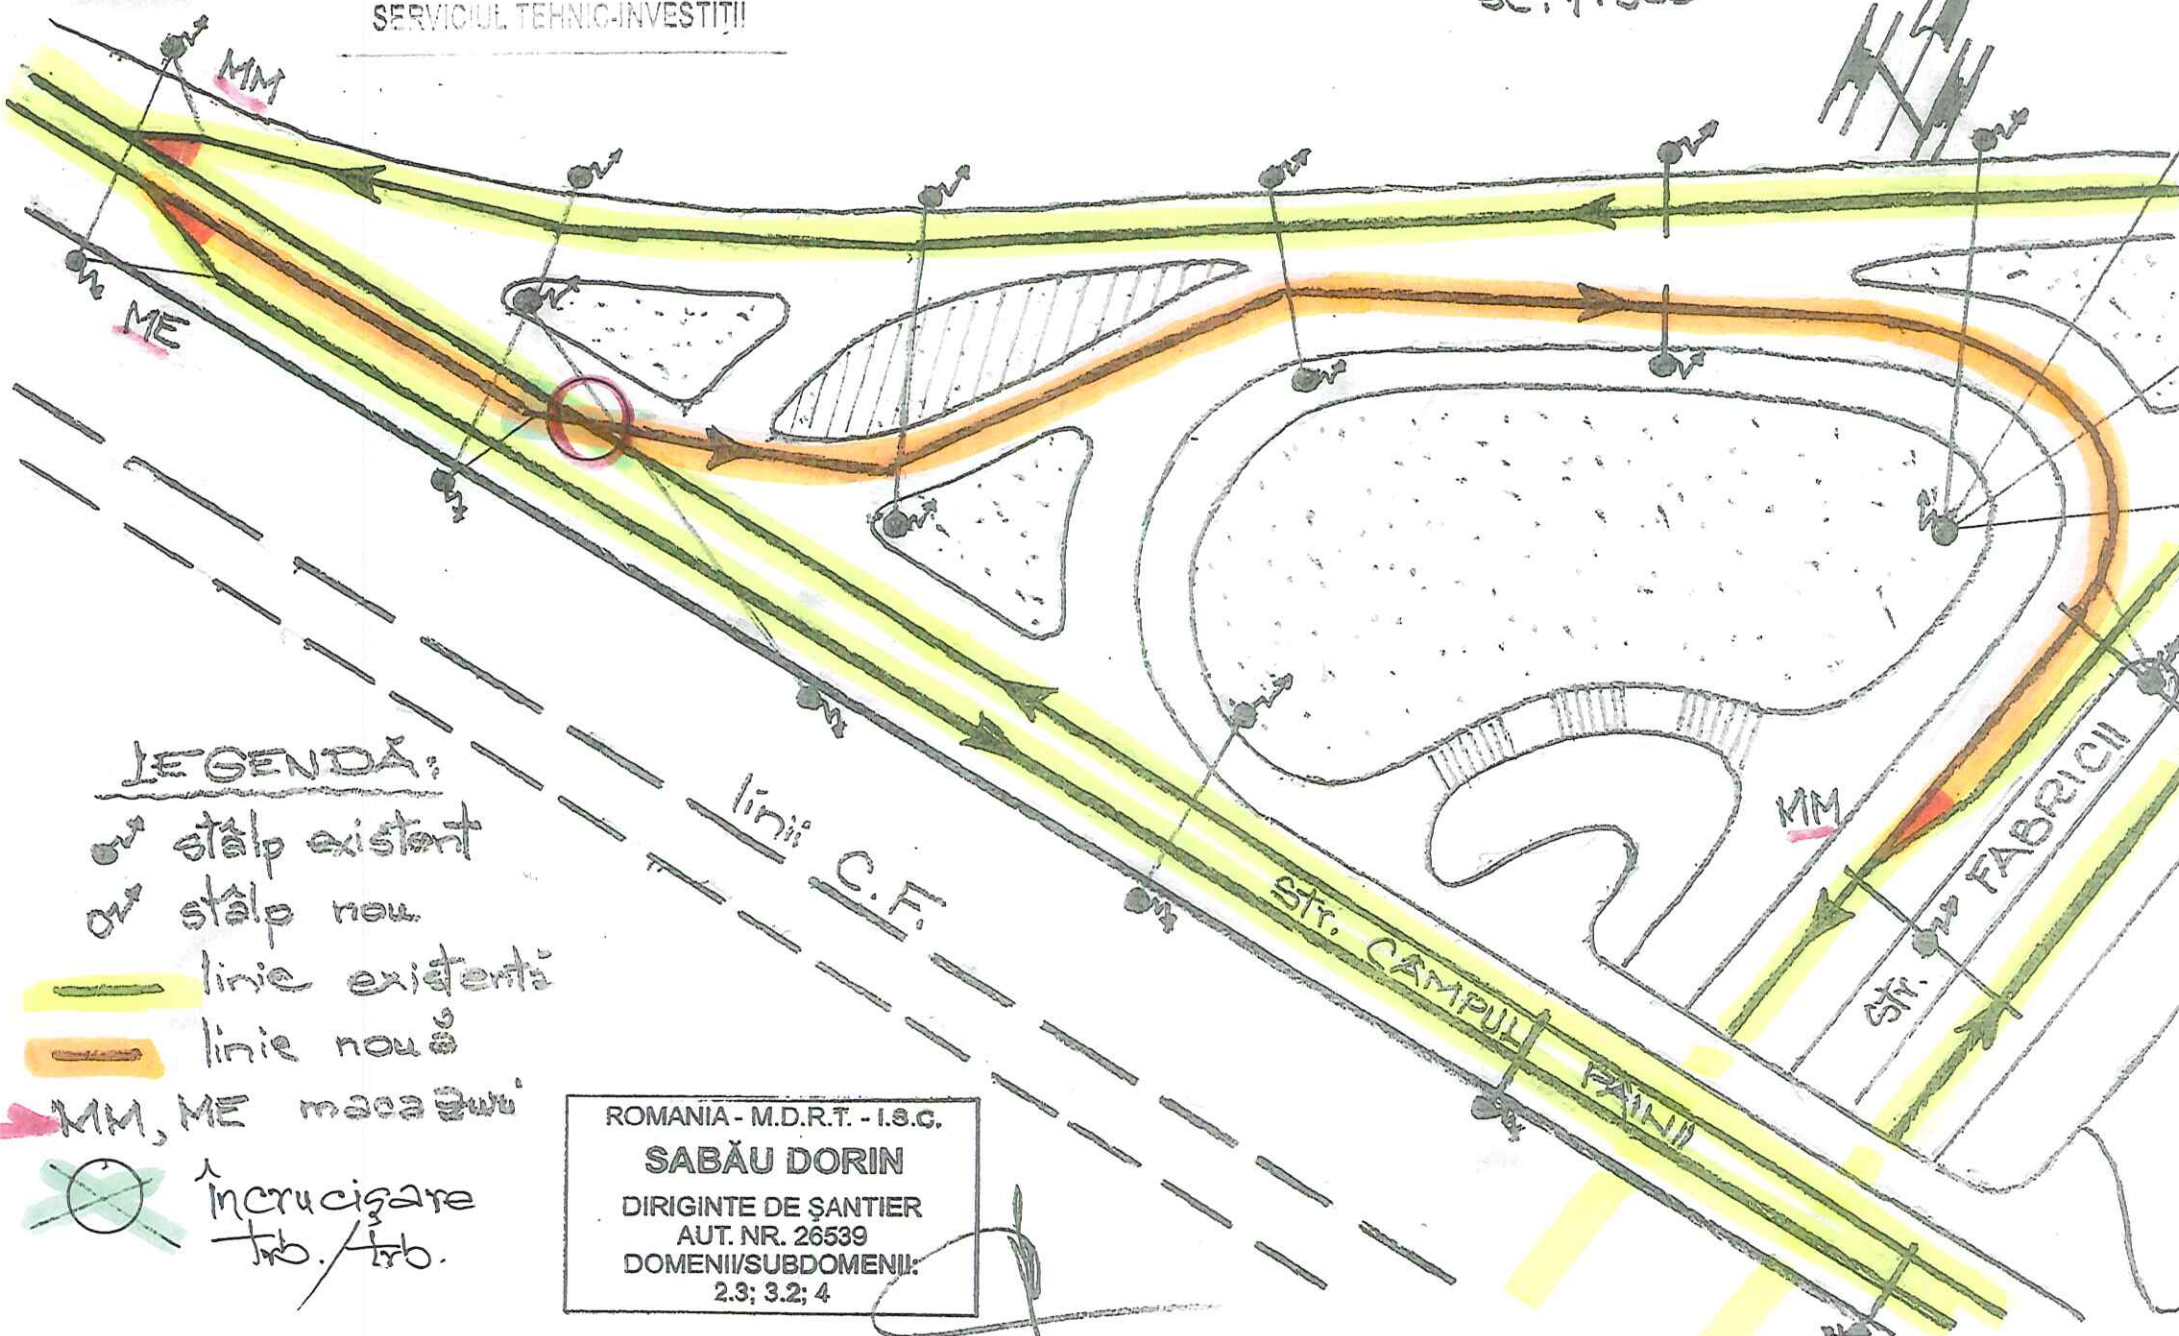 SERVICIUL TEHNIC-INVESTIȚII
MM
ME
MM
linii C.F.
Str. CÂMPUL PÂINII
Str. FABRICII
LEGENDĂ:
stâlp existent
stâlp nou
linie existentă
linie nouă
MM, ME macazuri
încrucișare
trb./trb.
ROMANIA - M.D.R.T. - I.S.C.
SABĂU DORIN
DIRIGINTE DE ȘANTIER
AUT. NR. 26539
DOMENII/SUBDOMENII:
2.3; 3.2; 4